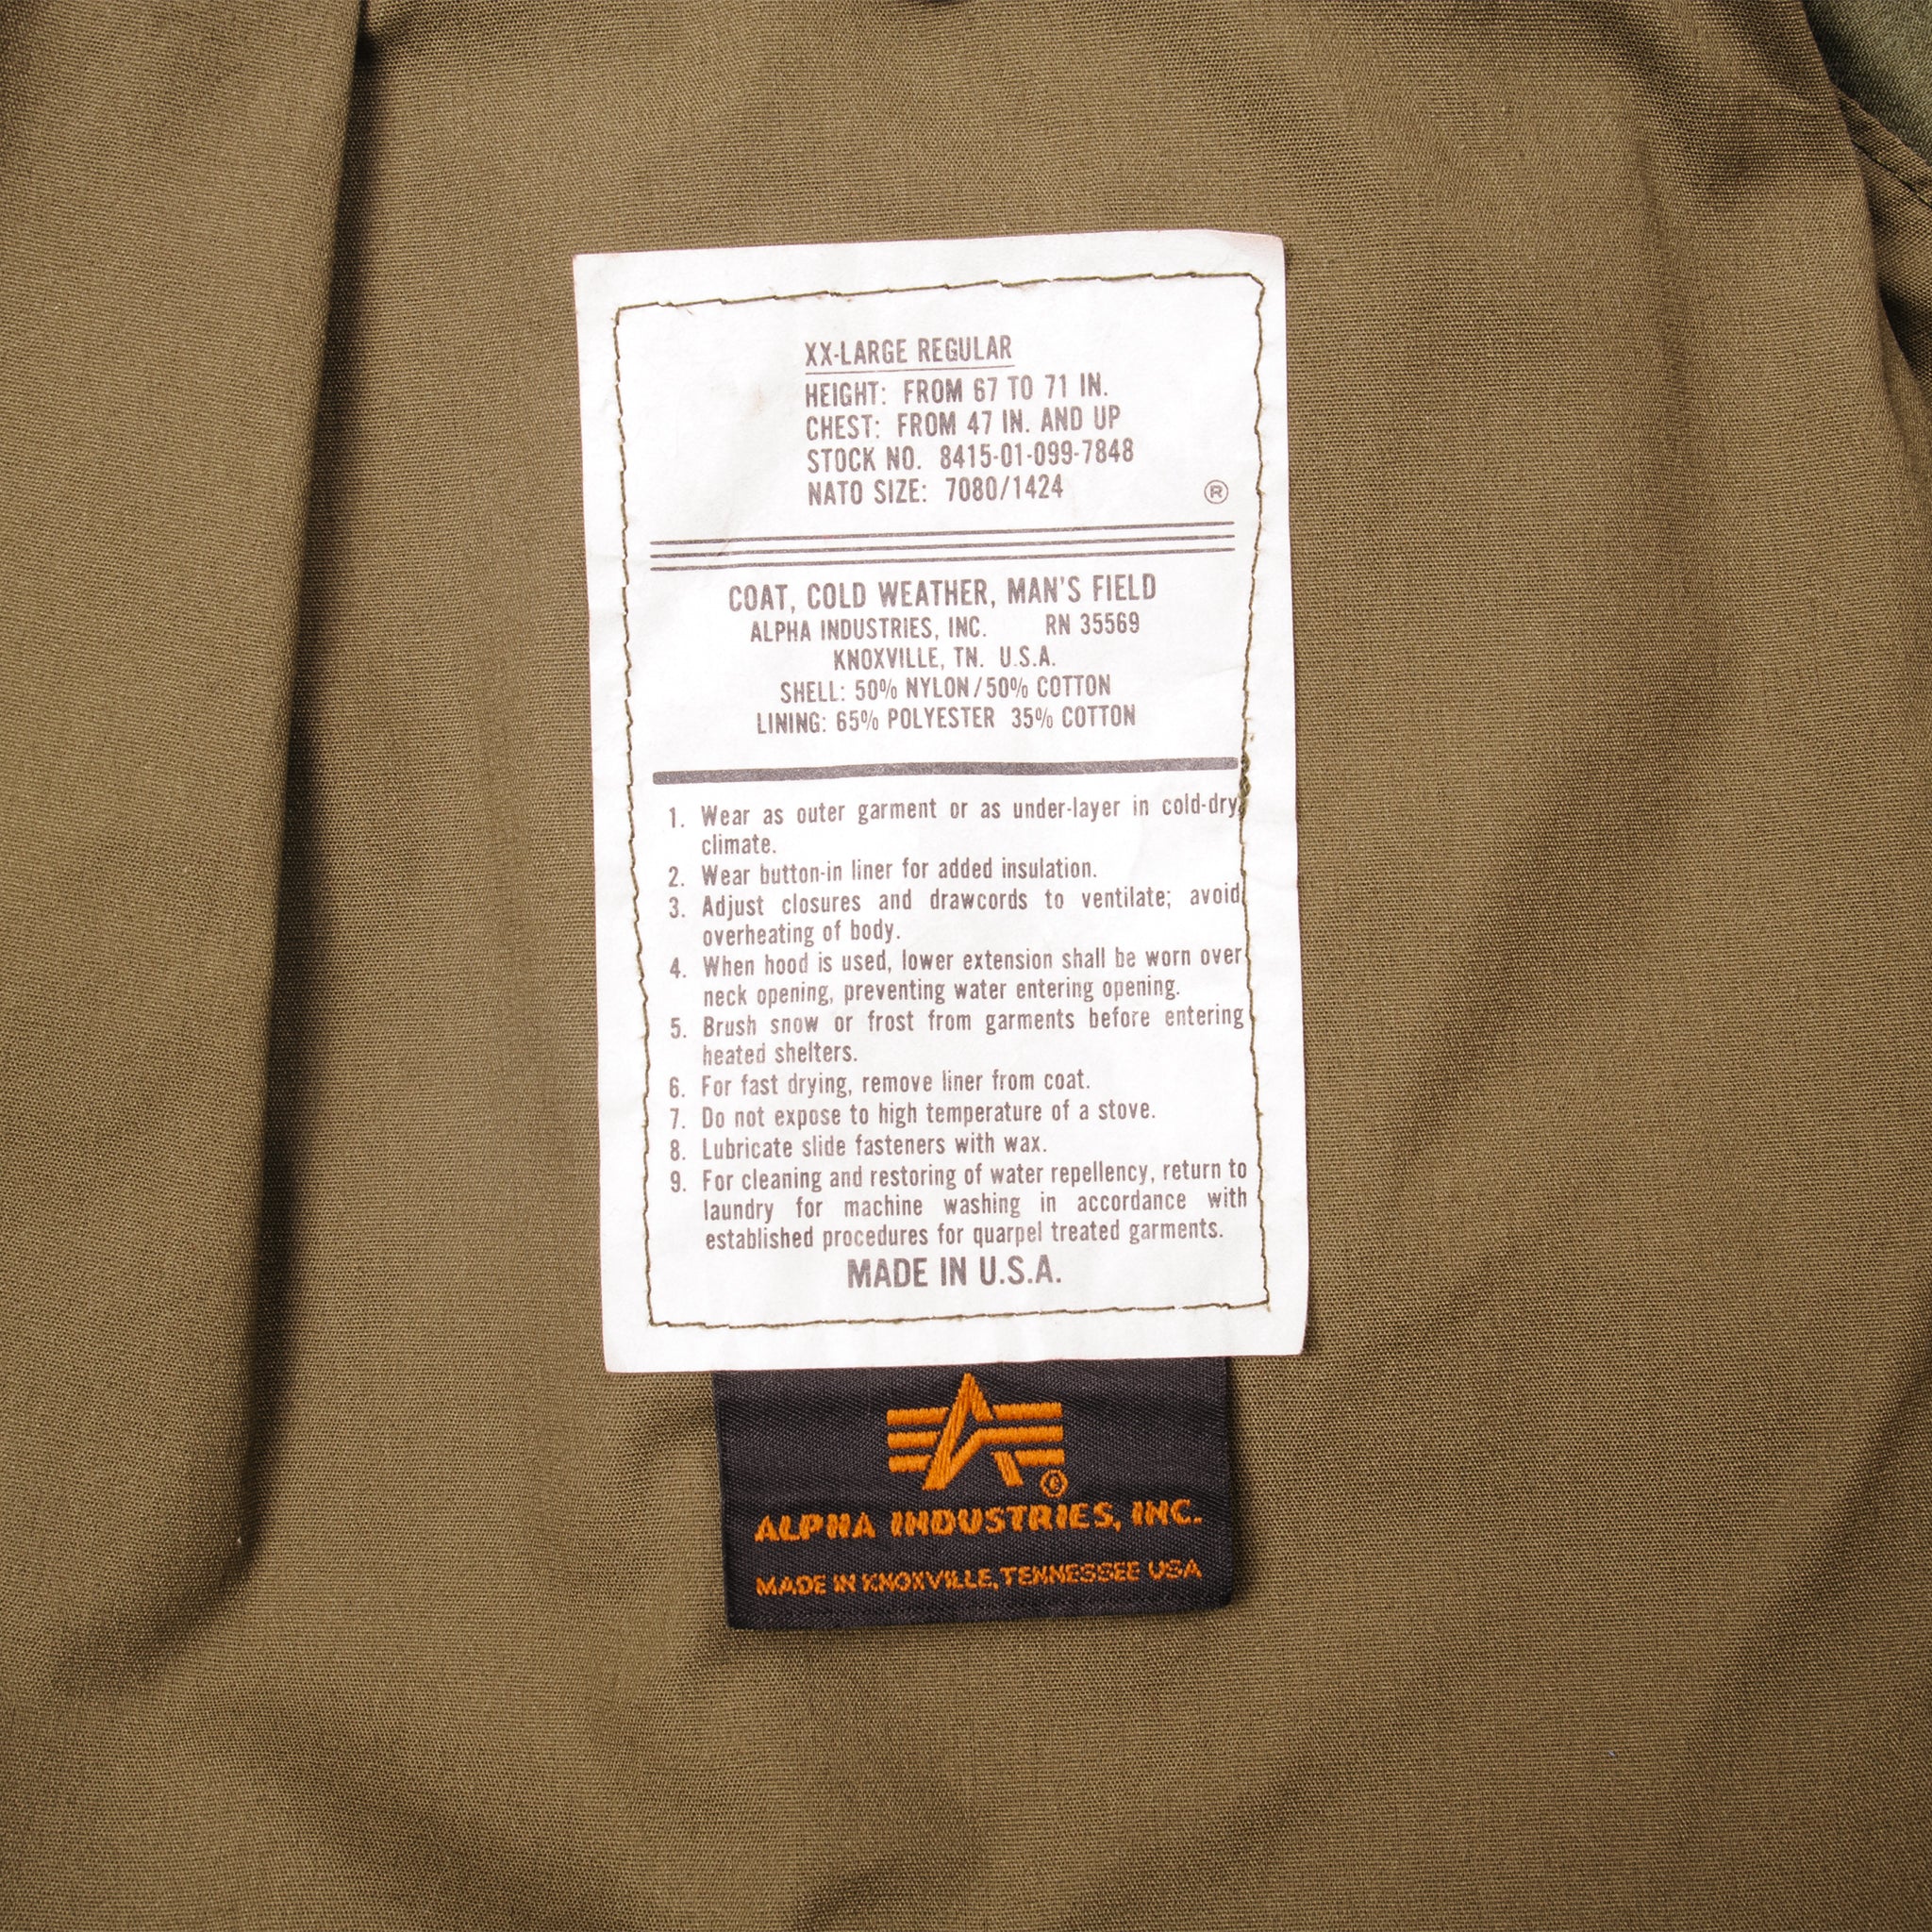 XX-LARGE REGULAR
HEIGHT: FROM 67 TO 71 IN.
CHEST: FROM 47 IN. AND UP
STOCK NO. 8415-01-099-7848
NATO SIZE: 7080/1424
®
COAT, COLD WEATHER, MAN'S FIELD
ALPHA INDUSTRIES, INC. RN 35569
KNOXVILLE, TN. U.S.A.
SHELL: 50% NYLON/50% COTTON
LINING: 65% POLYESTER 35% COTTON
1. Wear as outer garment or as under-layer in cold-dry
climate.
2. Wear button-in liner for added insulation.
3. Adjust closures and drawcords to ventilate; avoid
overheating of body.
4. When hood is used, lower extension shall be worn over
neck opening, preventing water entering opening.
5. Brush snow or frost from garments before entering
heated shelters.
6. For fast drying, remove liner from coat.
7. Do not expose to high temperature of a stove.
8. Lubricate slide fasteners with wax.
9. For cleaning and restoring of water repellency, return to
laundry for machine washing in accordance with
established procedures for quarpel treated garments.
MADE IN U.S.A.
®
ALPHA INDUSTRIES, INC.
MADE IN KNOXVILLE, TENNESSEE USA